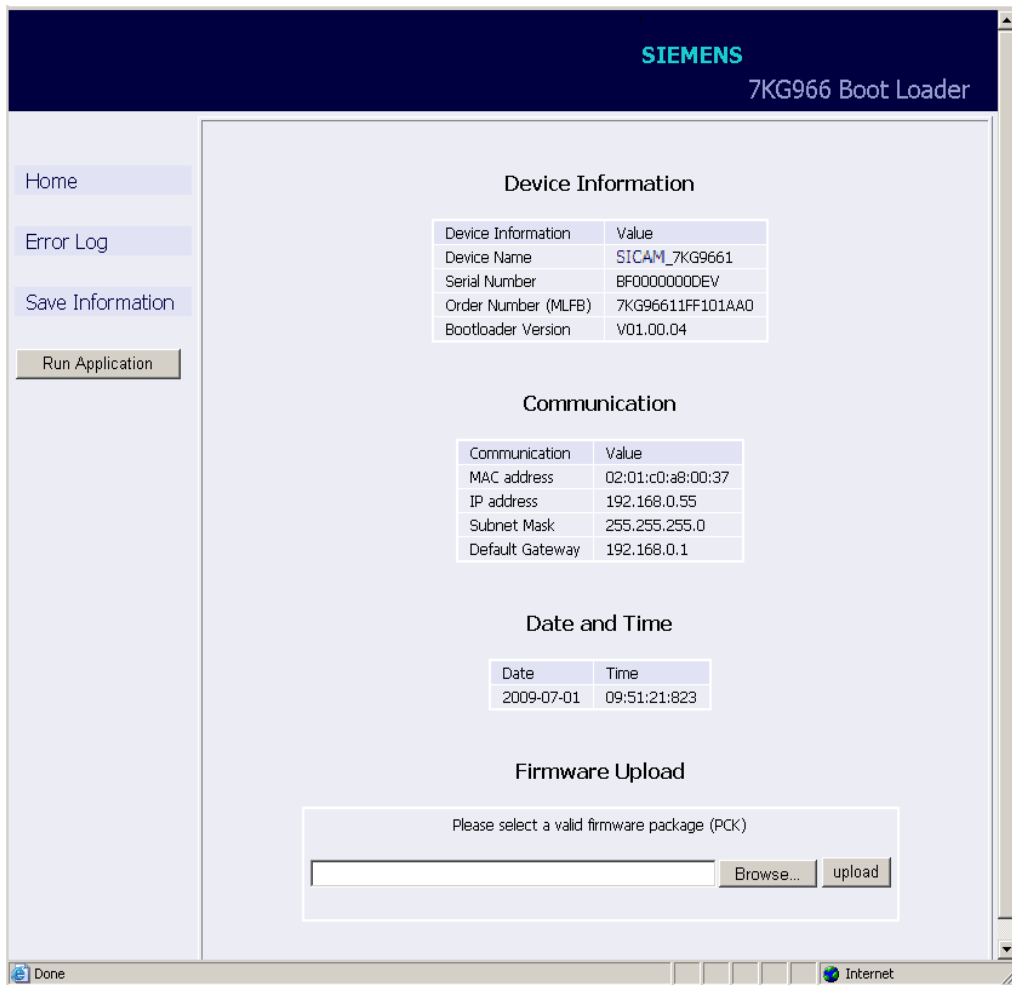 SIEMENS
7KG966 Boot Loader
Home
Error Log
Save Information
Run Application
Device Information
Device Information Value
Device Name SICAM_7KG9661
Serial Number BF0000000DEV
Order Number (MLFB) 7KG96611FF101AA0
Bootloader Version V01.00.04
Communication
Communication Value
MAC address 02:01:c0:a8:00:37
IP address 192.168.0.55
Subnet Mask 255.255.255.0
Default Gateway 192.168.0.1
Date and Time
Date Time
2009-07-01 09:51:21:823
Firmware Upload
Please select a valid firmware package (PCK)
Browse... upload
Done Internet